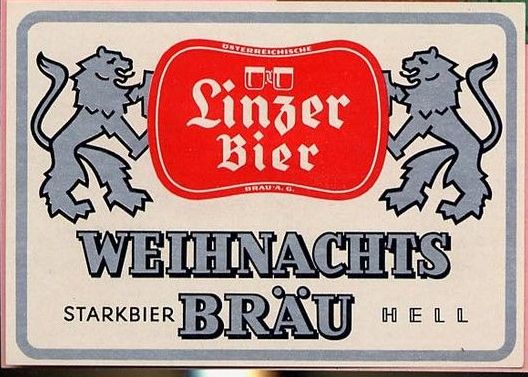 ÖSTERREICHISCHE
Linzer
Bier
BRAU-A.G.
WEIHNACHTS
STARKBIER BRÄU HELL